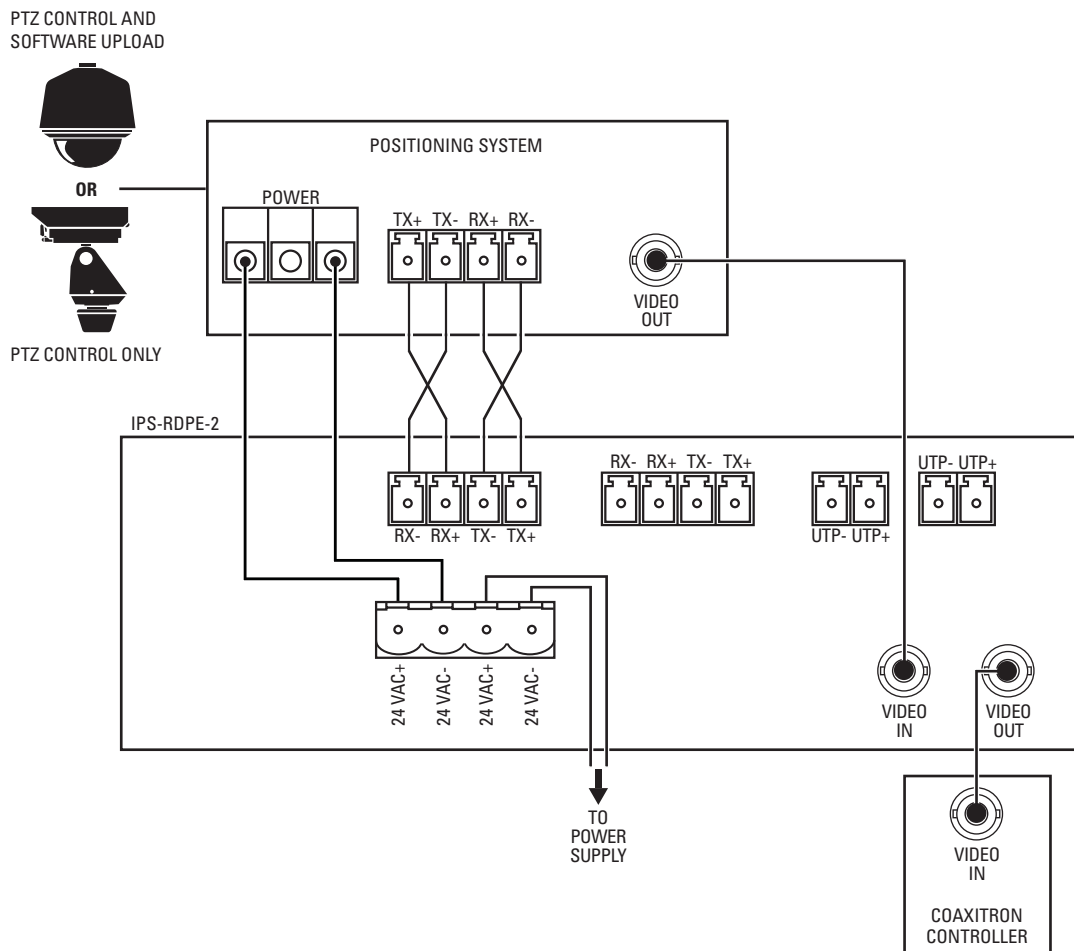 PTZ CONTROL AND
SOFTWARE UPLOAD
OR
PTZ CONTROL ONLY
POSITIONING SYSTEM
POWER
TX+ TX- RX+ RX-
VIDEO
OUT
IPS-RDPE-2
RX- RX+ TX- TX+
RX- RX+ TX- TX+
UTP- UTP+
UTP- UTP+
24 VAC+
24 VAC-
24 VAC+
24 VAC-
VIDEO
IN
VIDEO
OUT
TO
POWER
SUPPLY
VIDEO
IN
COAXITRON
CONTROLLER